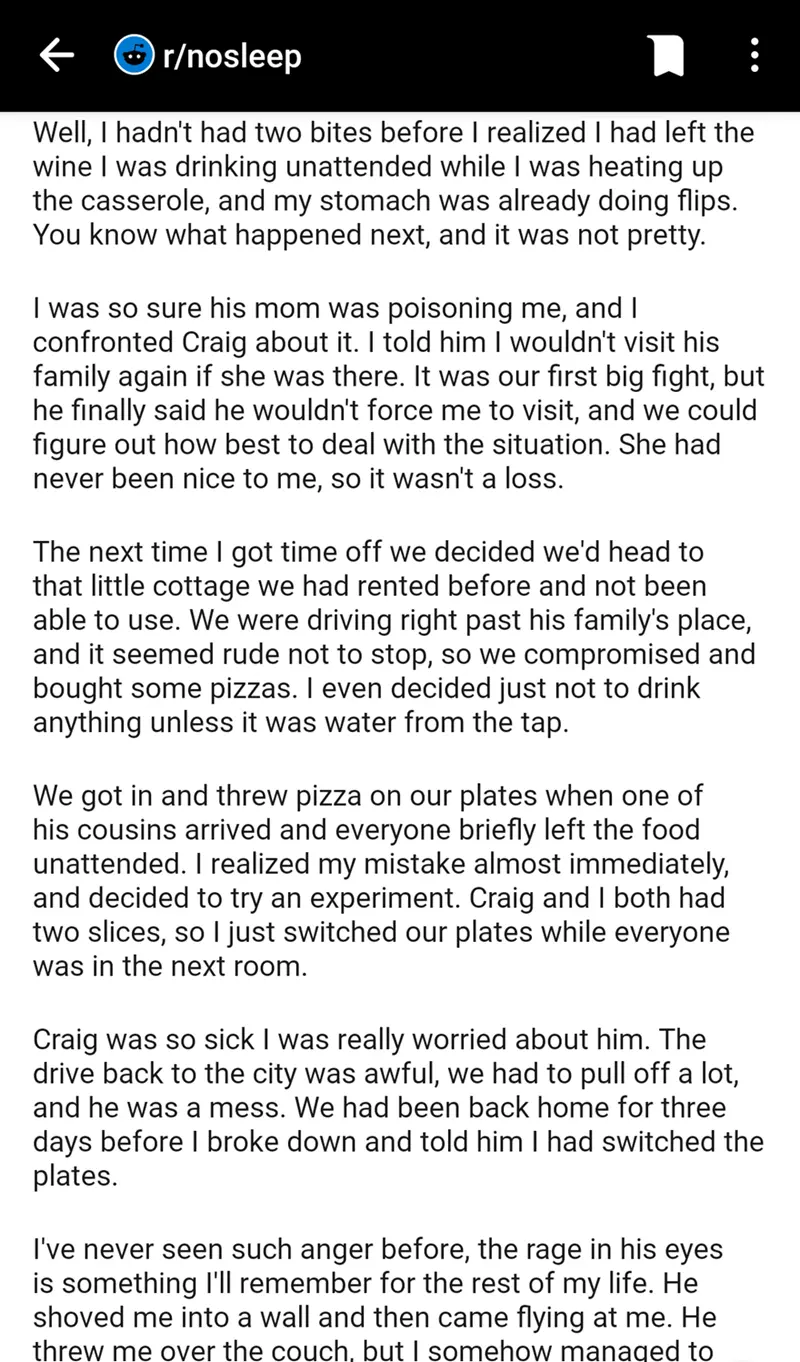 r/nosleep
Well, I hadn't had two bites before I realized I had left the
wine I was drinking unattended while I was heating up
the casserole, and my stomach was already doing flips.
You know what happened next, and it was not pretty.
I was so sure his mom was poisoning me, and I
confronted Craig about it. I told him I wouldn't visit his
family again if she was there. It was our first big fight, but
he finally said he wouldn't force me to visit, and we could
figure out how best to deal with the situation. She had
never been nice to me, so it wasn't a loss.
The next time I got time off we decided we'd head to
that little cottage we had rented before and not been
able to use. We were driving right past his family's place,
and it seemed rude not to stop, so we compromised and
bought some pizzas. I even decided just not to drink
anything unless it was water from the tap.
We got in and threw pizza on our plates when one of
his cousins arrived and everyone briefly left the food
unattended. I realized my mistake almost immediately,
and decided to try an experiment. Craig and I both had
two slices, so I just switched our plates while everyone
was in the next room.
Craig was so sick I was really worried about him. The
drive back to the city was awful, we had to pull off a lot,
and he was a mess. We had been back home for three
days before I broke down and told him I had switched the
plates.
I've never seen such anger before, the rage in his eyes
is something I'll remember for the rest of my life. He
shoved me into a wall and then came flying at me. He
threw me over the couch, but I somehow managed to